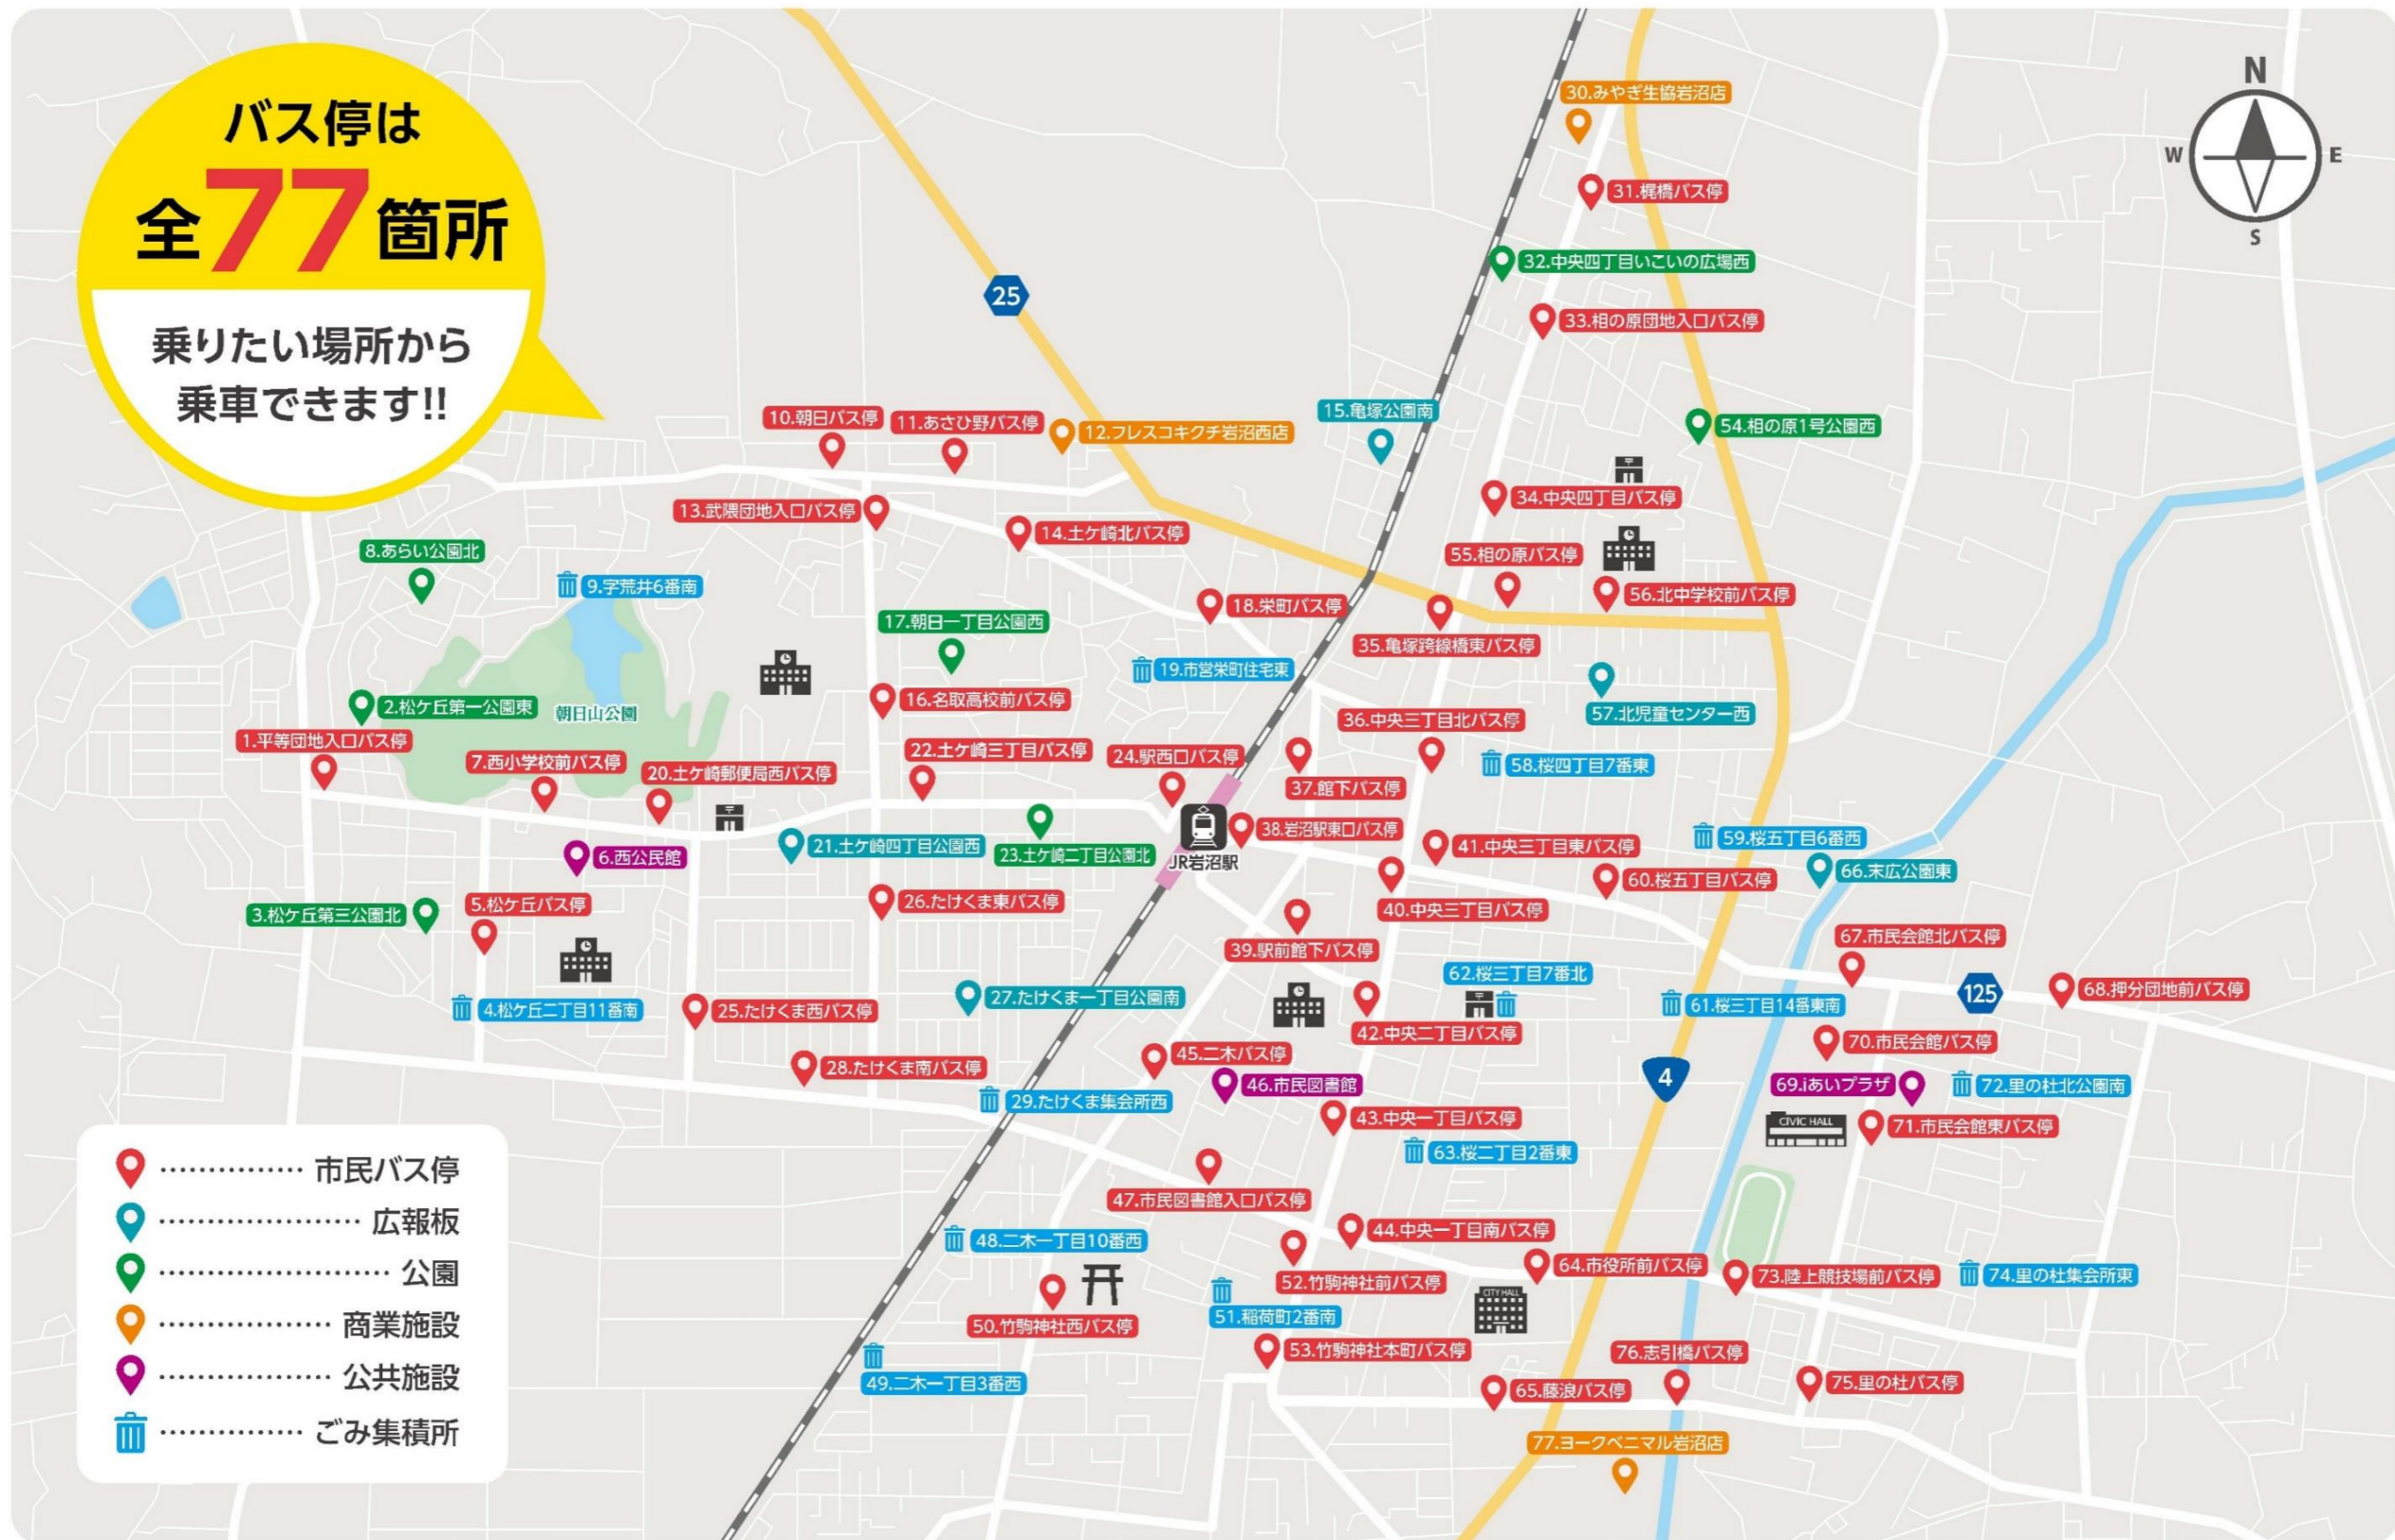 バス停は
全77箇所
乗りたい場所から
乗車できます!!
N
W
E
S
25
125
4
1.平等団地入口バス停
2.松ケ丘第一公園東
3.松ケ丘第三公園北
4.松ケ丘二丁目11番南
5.松ケ丘バス停
6.西公民館
7.西小学校前バス停
8.あらい公園北
9.字荒井6番南
10.朝日バス停
11.あさひ野バス停
12.フレスコキクチ岩沼西店
13.武隈団地入口バス停
14.土ケ崎北バス停
15.亀塚公園南
16.名取高校前バス停
17.朝日一丁目公園西
18.栄町バス停
19.市営栄町住宅東
20.土ケ崎郵便局西バス停
21.土ケ崎四丁目公園西
22.土ケ崎三丁目バス停
23.土ケ崎二丁目公園北
24.駅西口バス停
25.たけくま西バス停
26.たけくま東バス停
27.たけくま一丁目公園南
28.たけくま南バス停
29.たけくま集会所西
30.みやぎ生協岩沼店
31.梶橋バス停
32.中央四丁目いこいの広場西
33.相の原団地入口バス停
34.中央四丁目バス停
35.亀塚跨線橋東バス停
36.中央三丁目北バス停
37.館下バス停
38.岩沼駅東口バス停
39.駅前館下バス停
40.中央三丁目バス停
41.中央三丁目東バス停
42.中央二丁目バス停
43.中央一丁目バス停
44.中央一丁目南バス停
45.二木バス停
46.市民図書館
47.市民図書館入口バス停
48.二木一丁目10番西
49.二木一丁目3番西
50.竹駒神社西バス停
51.稲荷町2番南
52.竹駒神社前バス停
53.竹駒神社本町バス停
54.相の原1号公園西
55.相の原バス停
56.北中学校前バス停
57.北児童センター西
58.桜四丁目7番東
59.桜五丁目6番西
60.桜五丁目バス停
61.桜三丁目14番東南
62.桜三丁目7番北
63.桜二丁目2番東
64.市役所前バス停
65.藤浪バス停
66.末広公園東
67.市民会館北バス停
68.押分団地前バス停
69.iあいプラザ
70.市民会館バス停
71.市民会館東バス停
72.里の杜北公園南
73.陸上競技場前バス停
74.里の杜集会所東
75.里の杜バス停
76.志引橋バス停
77.ヨークベニマル岩沼店
朝日山公園
JR岩沼駅
CIVIC HALL
CITY HALL
市民バス停
広報板
公園
商業施設
公共施設
ごみ集積所